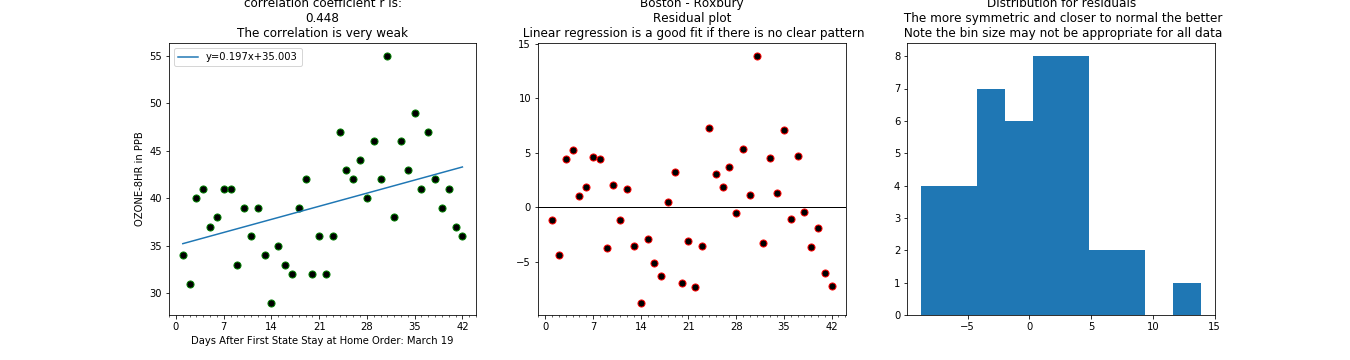 correlation coefficient r is:
0.448
The correlation is very weak
y=0.197x+35.003
OZONE-8HR in PPB
55
50
45
40
35
30
0 7 14 21 28 35 42
Days After First State Stay at Home Order: March 19
Boston - Roxbury
Residual plot
Linear regression is a good fit if there is no clear pattern
15
10
5
0
−5
0 7 14 21 28 35 42
Distribution for residuals
The more symmetric and closer to normal the better
Note the bin size may not be appropriate for all data
8
7
6
5
4
3
2
1
0
−5 0 5 10 15